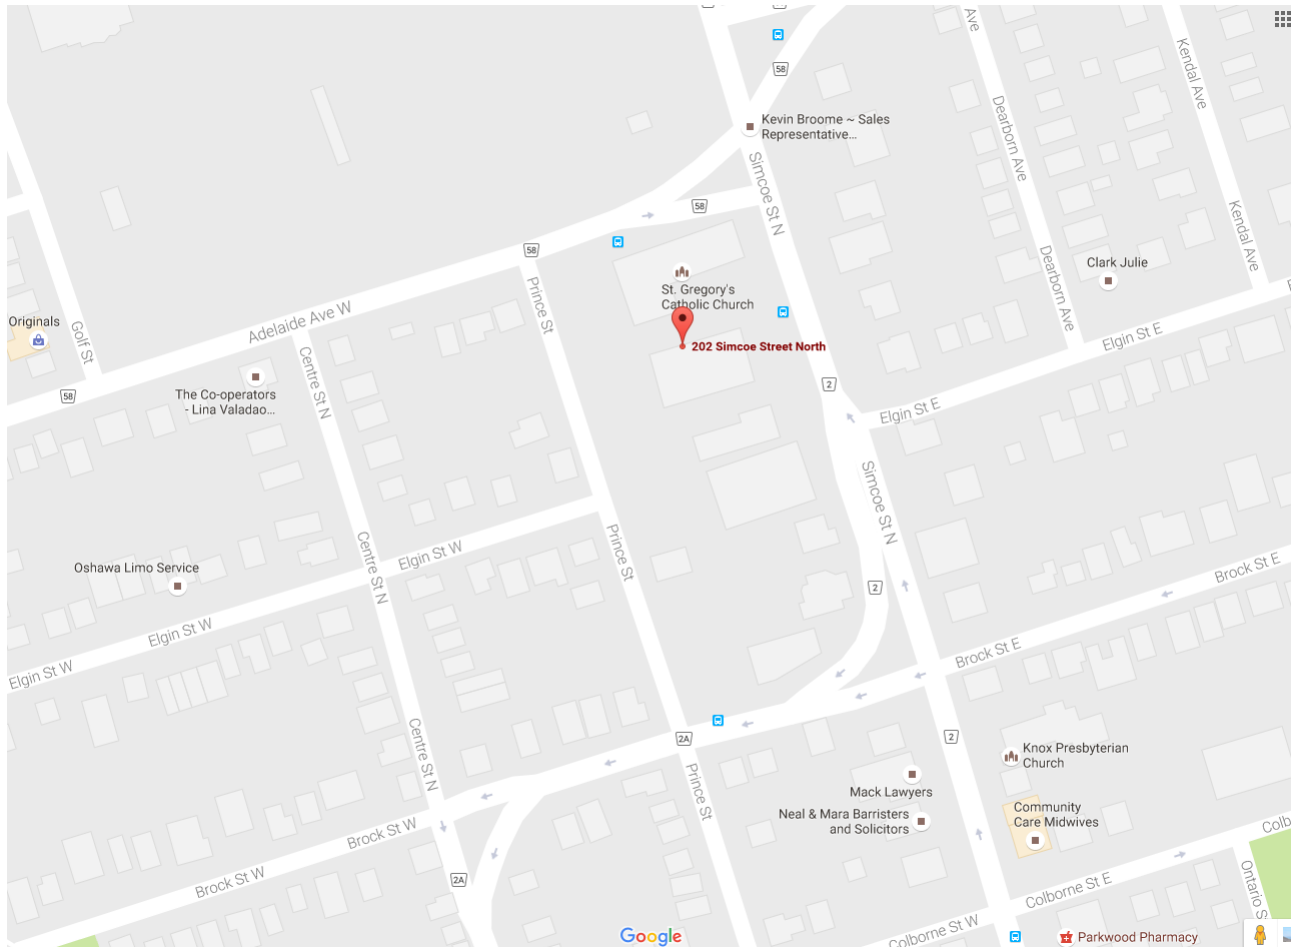 58
Kevin Broome ~ Sales
Representative...
Ave
Kendal Ave
Dearborn Ave
Simcoe St N
58
58
Kendal Ave
Dearborn Ave
Clark Julie
St. Gregory's
Catholic Church
Prince St
Adelaide Ave W
Originals
Golf St
202 Simcoe Street North
Elgin St E
58
The Co-operators
- Lina Valadao...
Centre St N
2
Elgin St E
Simcoe St N
Elgin St W
Prince St
Centre St N
Oshawa Limo Service
2
Brock St E
Elgin St W
Brock St E
Elgin St W
Centre St N
2A
2
Knox Presbyterian
Church
Prince St
Mack Lawyers
Neal & Mara Barristers
and Solicitors
Community
Care Midwives
Brock St W
Brock St W
2A
Colborne St E
Colb
Ontario S
Colborne St W
Google
Parkwood Pharmacy